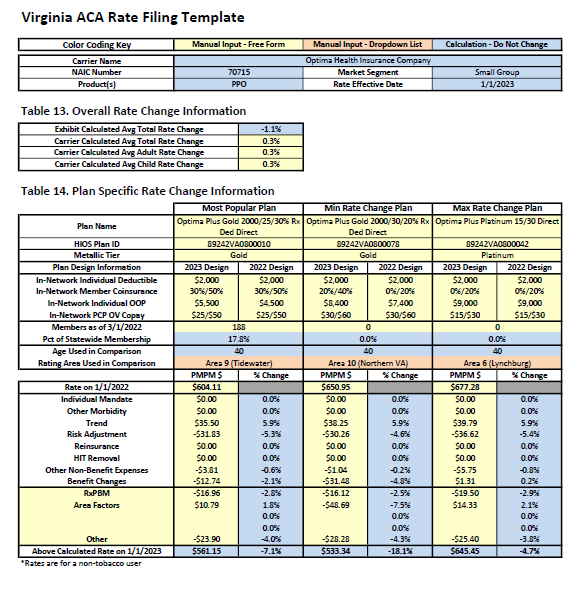 Virginia ACA Rate Filing Template
Color Coding Key Manual Input - Free Form Manual Input - Dropdown List Calculation - Do Not Change
Carrier Name Optima Health Insurance Company
NAIC Number 70715 Market Segment Small Group
Product(s) PPO Rate Effective Date 1/1/2023
Table 13. Overall Rate Change Information
Exhibit Calculated Avg Total Rate Change -1.1%
Carrier Calculated Avg Total Rate Change 0.3%
Carrier Calculated Avg Adult Rate Change 0.3%
Carrier Calculated Avg Child Rate Change 0.3%
Table 14. Plan Specific Rate Change Information
Most Popular Plan Min Rate Change Plan Max Rate Change Plan
Plan Name Optima Plus Gold 2000/25/30% Rx Ded Direct Optima Plus Gold 2000/30/20% Rx Ded Direct Optima Plus Platinum 15/30 Direct
HIOS Plan ID 89242VA0800010 89242VA0800078 89242VA0800042
Metallic Tier Gold Gold Platinum
Plan Design Information 2023 Design 2022 Design 2023 Design 2022 Design 2023 Design 2022 Design
In-Network Individual Deductible $2,000 $2,000 $2,000 $2,000 $2,000 $2,000
In-Network Member Coinsurance 30%/50% 30%/50% 20%/40% 0%/20% 0%/20% 0%/20%
In-Network Individual OOP $5,500 $4,500 $8,400 $7,400 $9,000 $9,000
In-Network PCP OV Copay $25/$50 $25/$50 $30/$60 $30/$60 $15/$30 $15/$30
Members as of 3/1/2022 188 0 0
Pct of Statewide Membership 17.8% 0.0% 0.0%
Age Used in Comparison 40 40 40
Rating Area Used in Comparison Area 9 (Tidewater) Area 10 (Northern VA) Area 6 (Lynchburg)
PMPM $ % Change PMPM $ % Change PMPM $ % Change
Rate on 1/1/2022 $604.11 $650.95 $677.28
Individual Mandate $0.00 0.0% $0.00 0.0% $0.00 0.0%
Other Morbidity $0.00 0.0% $0.00 0.0% $0.00 0.0%
Trend $35.50 5.9% $38.25 5.9% $39.79 5.9%
Risk Adjustment -$31.83 -5.3% -$30.26 -4.6% -$36.62 -5.4%
Reinsurance $0.00 0.0% $0.00 0.0% $0.00 0.0%
HIT Removal $0.00 0.0% $0.00 0.0% $0.00 0.0%
Other Non-Benefit Expenses -$3.81 -0.6% -$1.04 -0.2% -$5.75 -0.8%
Benefit Changes -$12.74 -2.1% -$31.48 -4.8% $1.31 0.2%
RxPBM -$16.96 -2.8% -$16.12 -2.5% -$19.50 -2.9%
Area Factors $10.79 1.8% -$48.69 -7.5% $14.33 2.1%
0.0% 0.0% 0.0%
0.0% 0.0% 0.0%
Other -$23.90 -4.0% -$28.28 -4.3% -$25.40 -3.8%
Above Calculated Rate on 1/1/2023 $561.15 -7.1% $533.34 -18.1% $645.45 -4.7%
*Rates are for a non-tobacco user